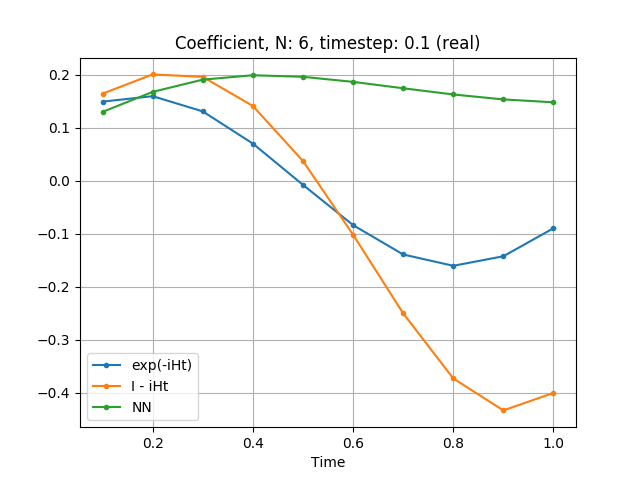 Coefficient, N: 6, timestep: 0.1 (real)
0.2
0.1
0.0
−0.1
−0.2
−0.3
−0.4
exp(-iHt)
I - iHt
NN
0.2 0.4 0.6 0.8 1.0
Time